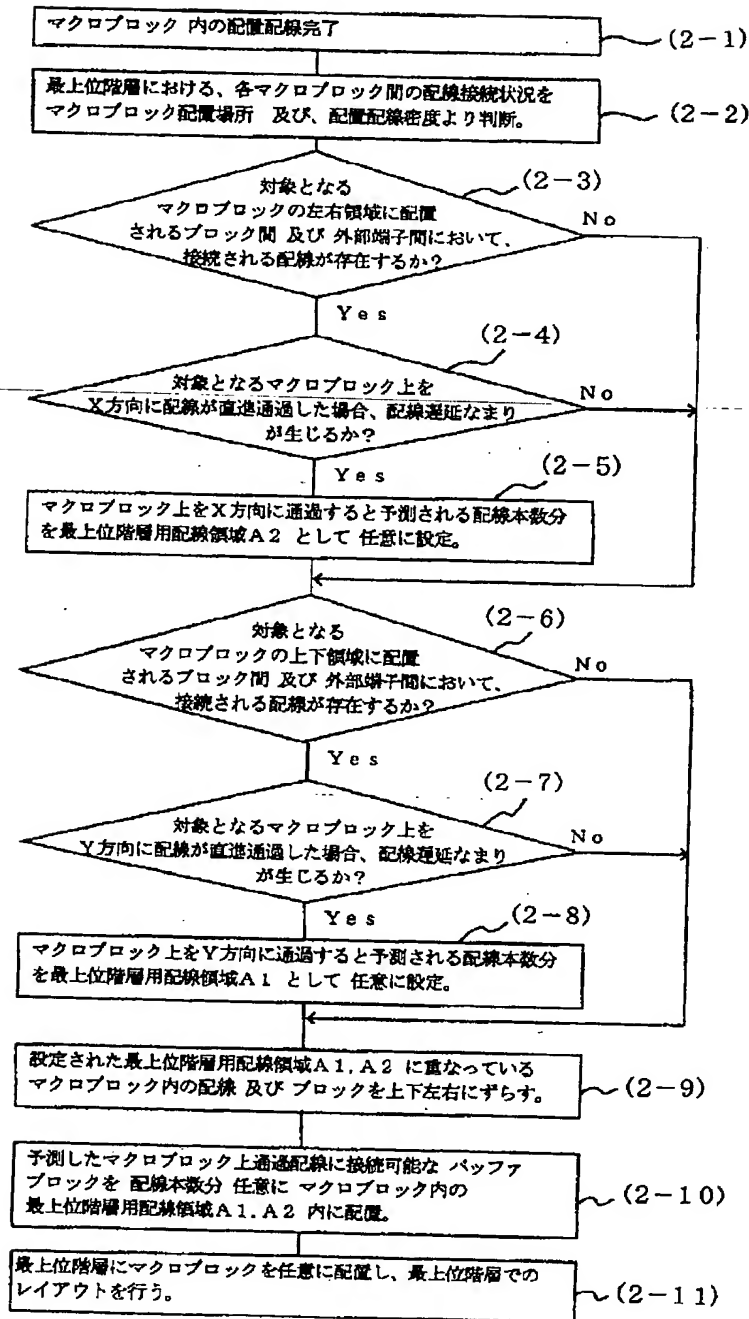 マクロブロック 内の配置配線完了
(2-1)
最上位階層における、各マクロブロック間の配線接続状況を
マクロブロック配置場所 及び、配置配線密度より判断。
(2-2)
(2-3)
対象となる
マクロブロックの左右領域に配置
されるブロック間 及び 外部端子間において、
接続される配線が存在するか?
No
Yes
(2-4)
対象となるマクロブロック上を
X方向に配線が直進通過した場合、配線遅延なまり
が生じるか?
No
Yes
(2-5)
マクロブロック上をX方向に通過すると予測される配線本数分
を最上位階層用配線領域A2 として 任意に設定。
(2-6)
対象となる
マクロブロックの上下領域に配置
されるブロック間 及び 外部端子間において、
接続される配線が存在するか?
No
Yes
(2-7)
対象となるマクロブロック上を
Y方向に配線が直進通過した場合、配線遅延なまり
が生じるか?
No
Yes
(2-8)
マクロブロック上をY方向に通過すると予測される配線本数分
を最上位階層用配線領域A1 として 任意に設定。
設定された最上位階層用配線領域A1.A2 に重なっている
マクロブロック内の配線 及び ブロックを上下左右にずらす。
(2-9)
予測したマクロブロック上通過配線に接続可能な バッファ
ブロックを 配線本数分 任意に マクロブロック内の
最上位階層用配線領域A1.A2 内に配置。
(2-10)
最上位階層にマクロブロックを任意に配置し、最上位階層での
レイアウトを行う。
(2-11)